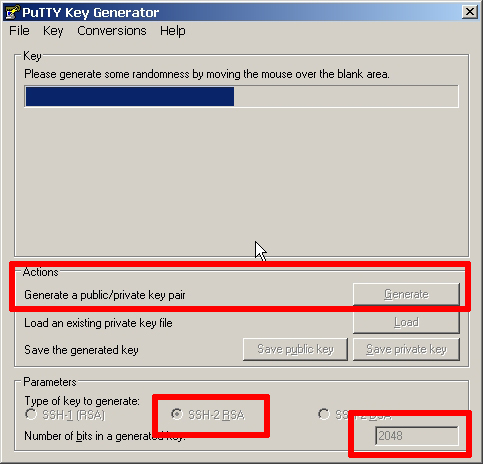 PuTTY Key Generator
File Key Conversions Help
Key
Please generate some randomness by moving the mouse over the blank area.
Actions
Generate a public/private key pair Generate
Load an existing private key file Load
Save the generated key Save public key Save private key
Parameters
Type of key to generate:
SSH-1 (RSA) SSH-2 RSA SSH-2 DSA
Number of bits in a generated key: 2048